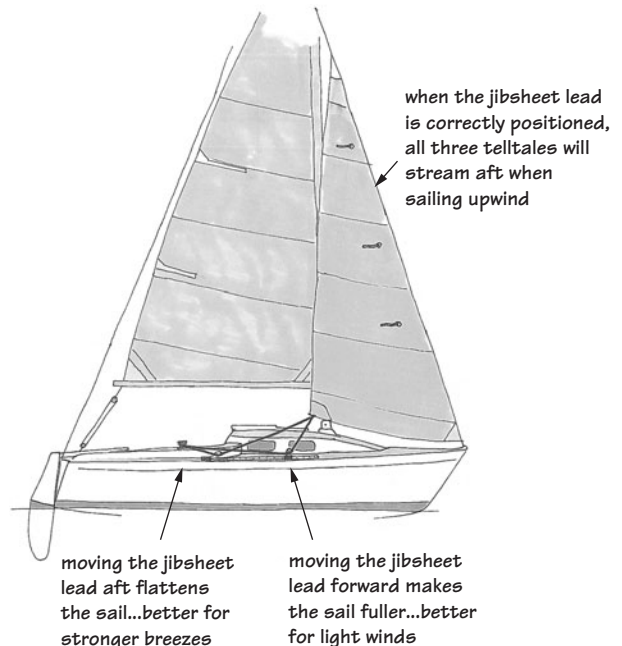 when the jibsheet lead
is correctly positioned,
all three telltales will
stream aft when
sailing upwind
moving the jibsheet
lead aft flattens
the sail...better for
stronger breezes
moving the jibsheet
lead forward makes
the sail fuller...better
for light winds